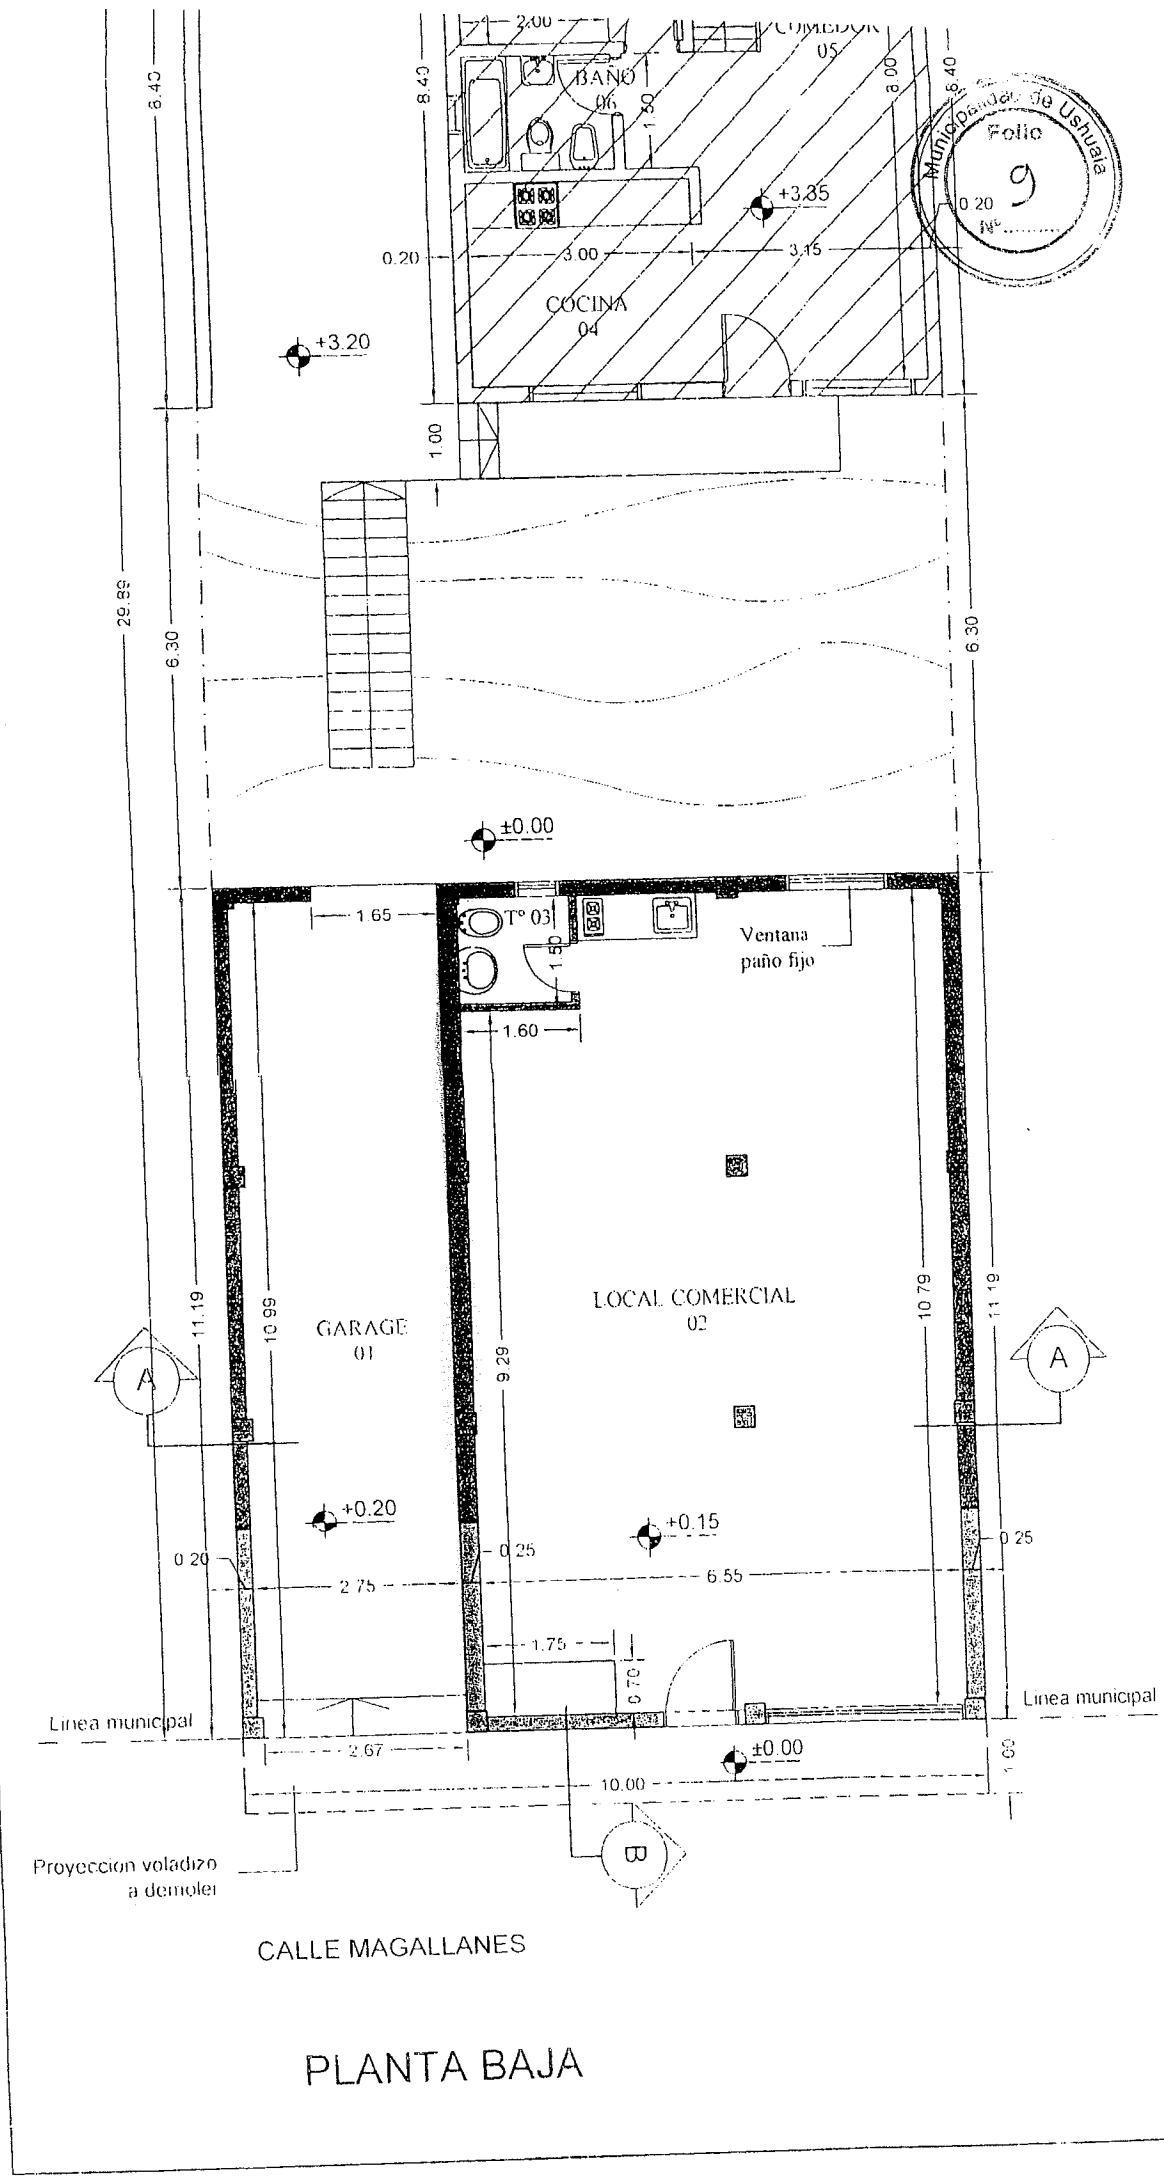 2.00
COMEDOR
05
8.40
8.40
8.00
8.40
BAÑO
06
1.50
Municipalidad de Ushuaia
Folio
9
Nº ..........
+3.35
0.20
0.20
3.00
3.15
COCINA
04
+3.20
1.00
29.89
6.30
6.30
±0.00
1.65
Tº 03
1.50
Ventana
paño fijo
1.60
11.19
10.99
GARAGE
01
9.29
LOCAL COMERCIAL
02
10.79
11.19
A
A
+0.20
+0.15
0.20
2.75
0.25
6.55
0.25
1.75
0.70
Linea municipal
Linea municipal
2.67
±0.00
1.00
10.00
B
Proyeccion voladizo
a demoler
CALLE MAGALLANES
PLANTA BAJA